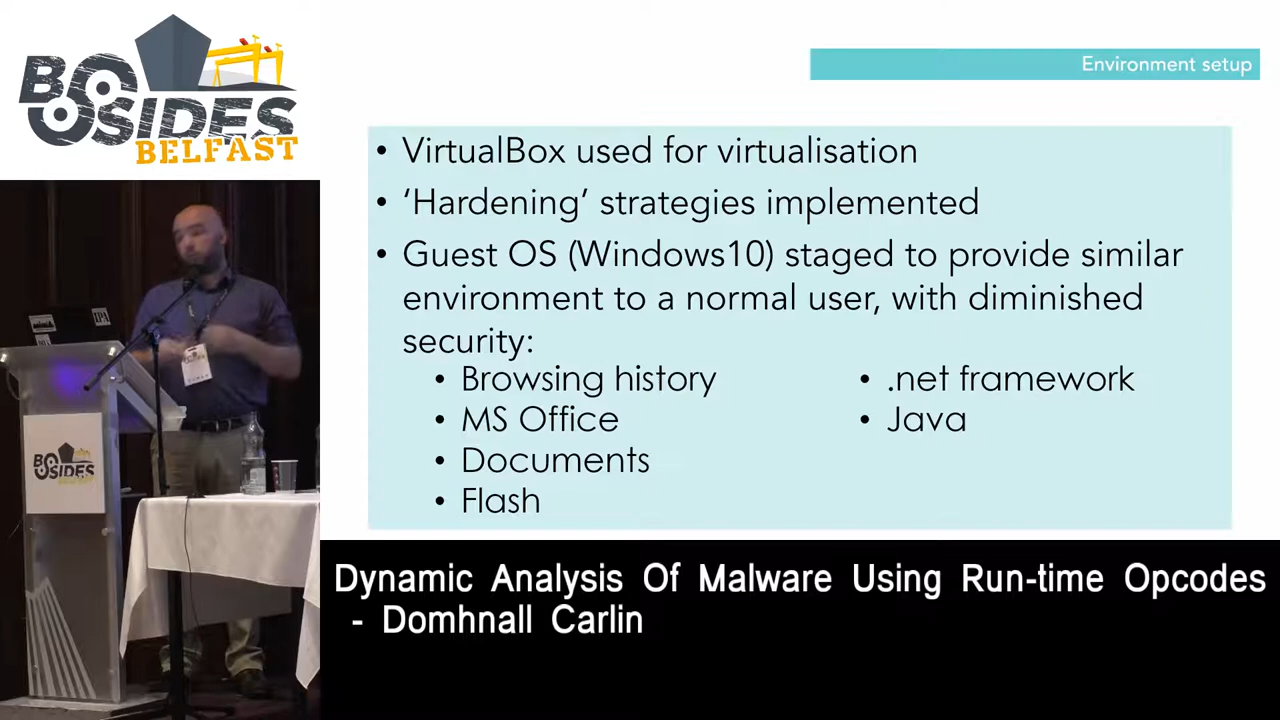 BSIDES
BELFAST
Environment setup
• VirtualBox used for virtualisation
• ‘Hardening’ strategies implemented
• Guest OS (Windows10) staged to provide similar
environment to a normal user, with diminished
security:
• Browsing history
• MS Office
• Documents
• Flash
• .net framework
• Java
IPA
BSIDES
BELFAST
Dynamic Analysis Of Malware Using Run-time Opcodes
- Domhnall Carlin